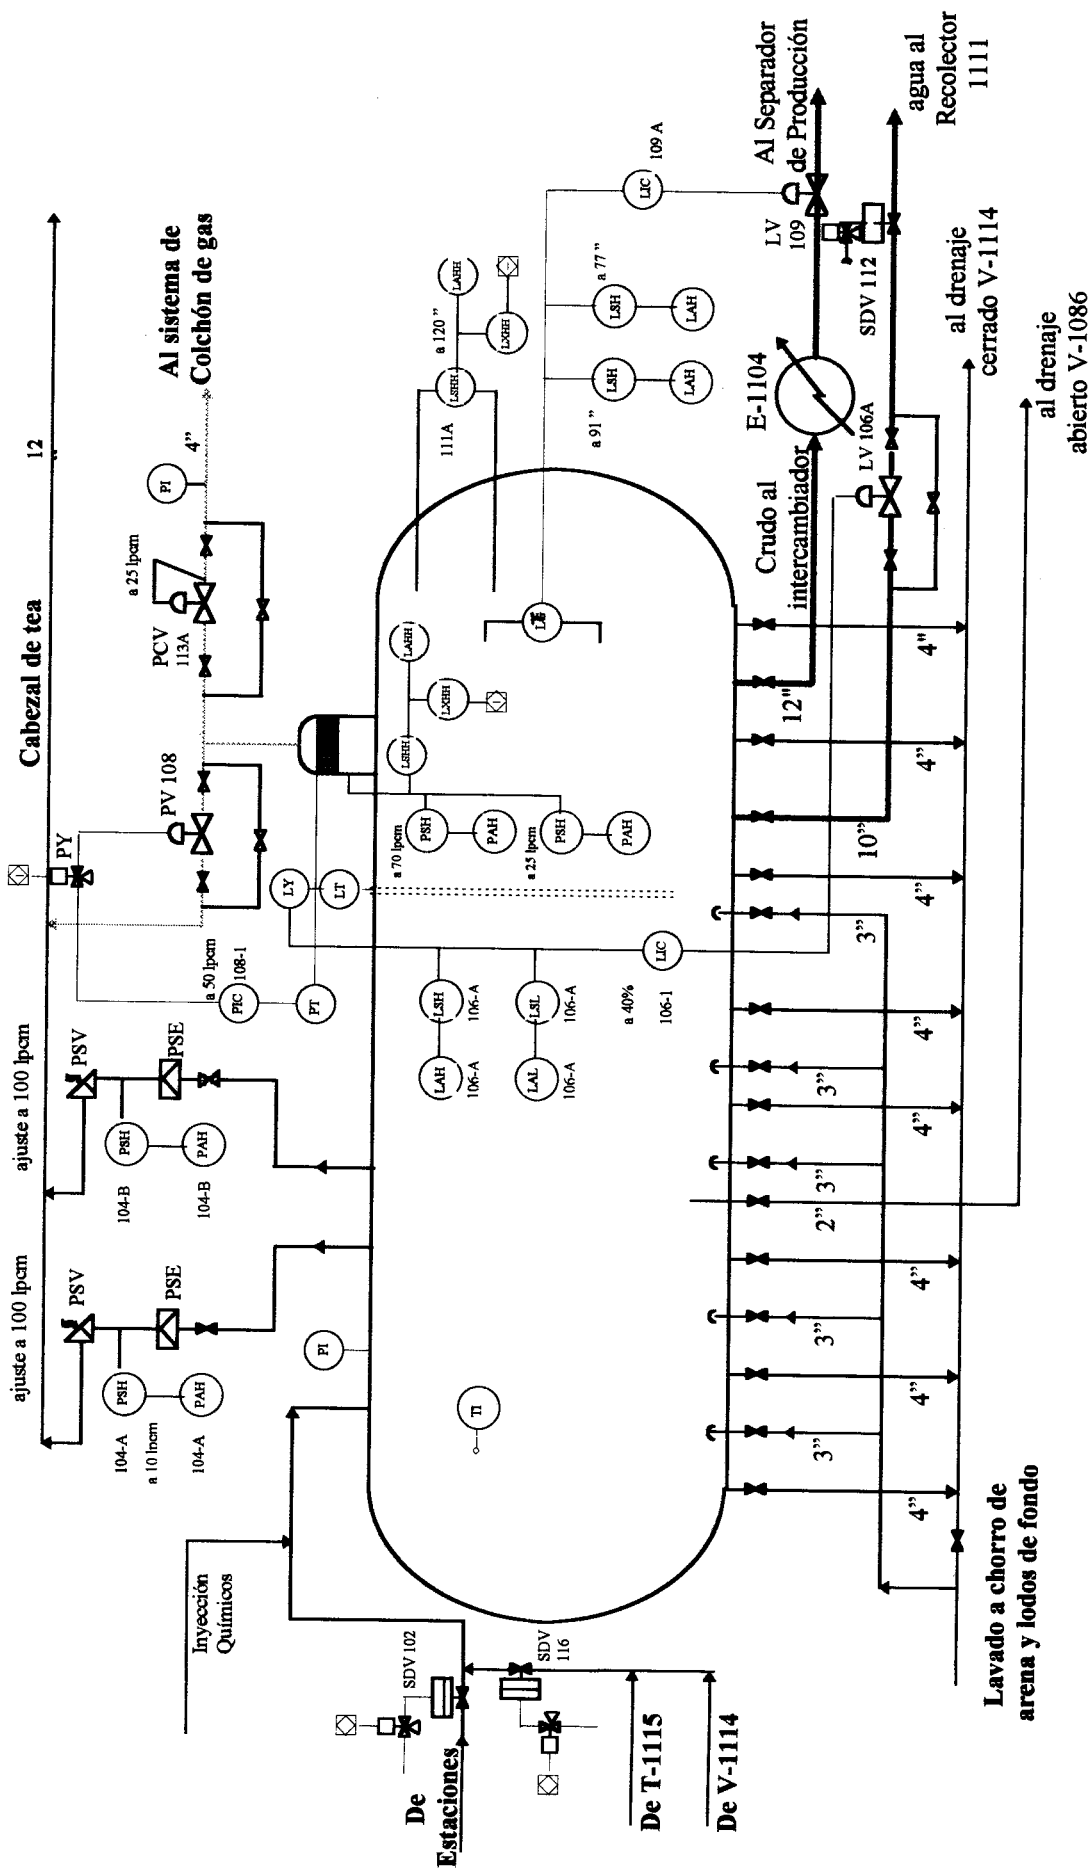 Cabezal de tea
12
ajuste a 100 lpcm
ajuste a 100 lpcm
PSV
PSV
PSE
PSE
PSH
104-A
a 10 lpcm
PAH
104-A
PSH
104-B
PAH
104-B
PY
PV 108
a 50 lpcm
PIC
108-1
PT
PCV
113A
a 25 lpcm
PI
4”
Al sistema de
Colchón de gas
Inyección
Químicos
PI
TI
LY
LT
LSH
106-A
LAH
106-A
LSL
106-A
LAL
106-A
LIC
a 40%
106-1
a 70 lpcm
PSH
PAH
a 25 lpcm
PSH
PAH
LSHH
LXHH
LAHH
111A
LSHH
a 120”
LXHH
LAHH
a 91”
LSH
LAH
a 77”
LSH
LAH
LIC
109 A
LV
109
Al Separador
de Producción
E-1104
Crudo al
intercambiador
SDV 112
LV 106A
agua al
Recolector
1111
al drenaje
cerrado V-1114
al drenaje
abierto V-1086
SDV 102
SDV
116
De
Estaciones
De T-1115
De V-1114
4”
3”
4”
3”
4”
2”
3”
4”
3”
4”
3”
4”
10”
4”
12"
4"
Lavado a chorro de
arena y lodos de fondo